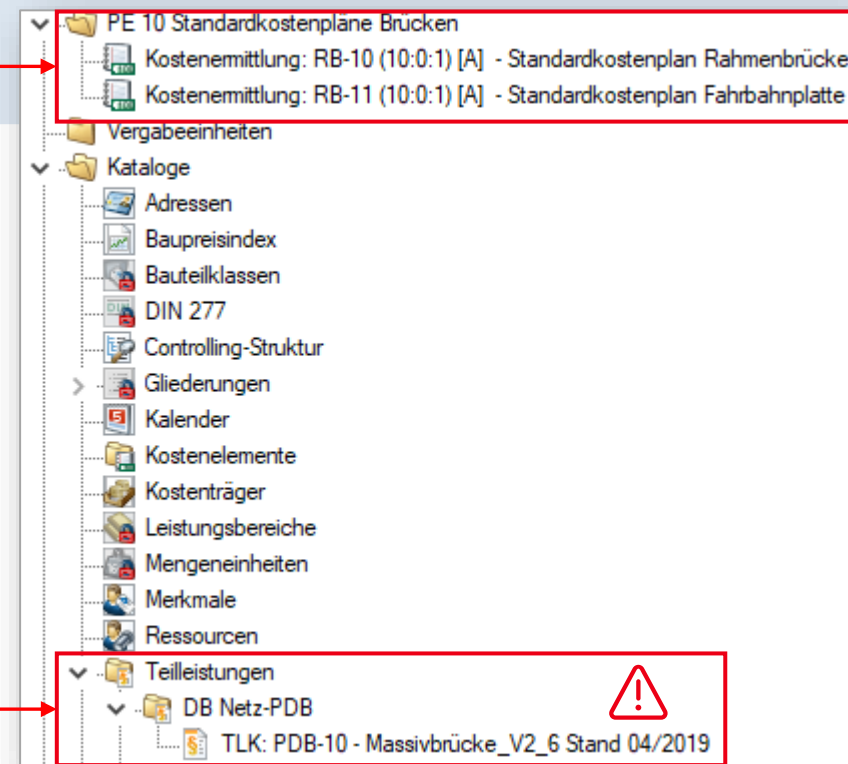 PE 10 Standardkostenpläne Brücken
Kostenermittlung: RB-10 (10:0:1) [A] - Standardkostenplan Rahmenbrücke
Kostenermittlung: RB-11 (10:0:1) [A] - Standardkostenplan Fahrbahnplatte
Vergabeeinheiten
Kataloge
Adressen
Baupreisindex
Bauteilklassen
DIN 277
Controlling-Struktur
Gliederungen
Kalender
Kostenelemente
Kostenträger
Leistungsbereiche
Mengeneinheiten
Merkmale
Ressourcen
Teilleistungen
DB Netz-PDB
TLK: PDB-10 - Massivbrücke_V2_6 Stand 04/2019